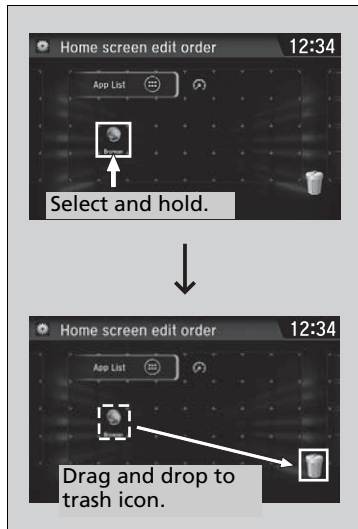 Home screen edit order 12:34
App List
Browser
Select and hold.
Home screen edit order 12:34
App List
Browser
Drag and drop to
trash icon.